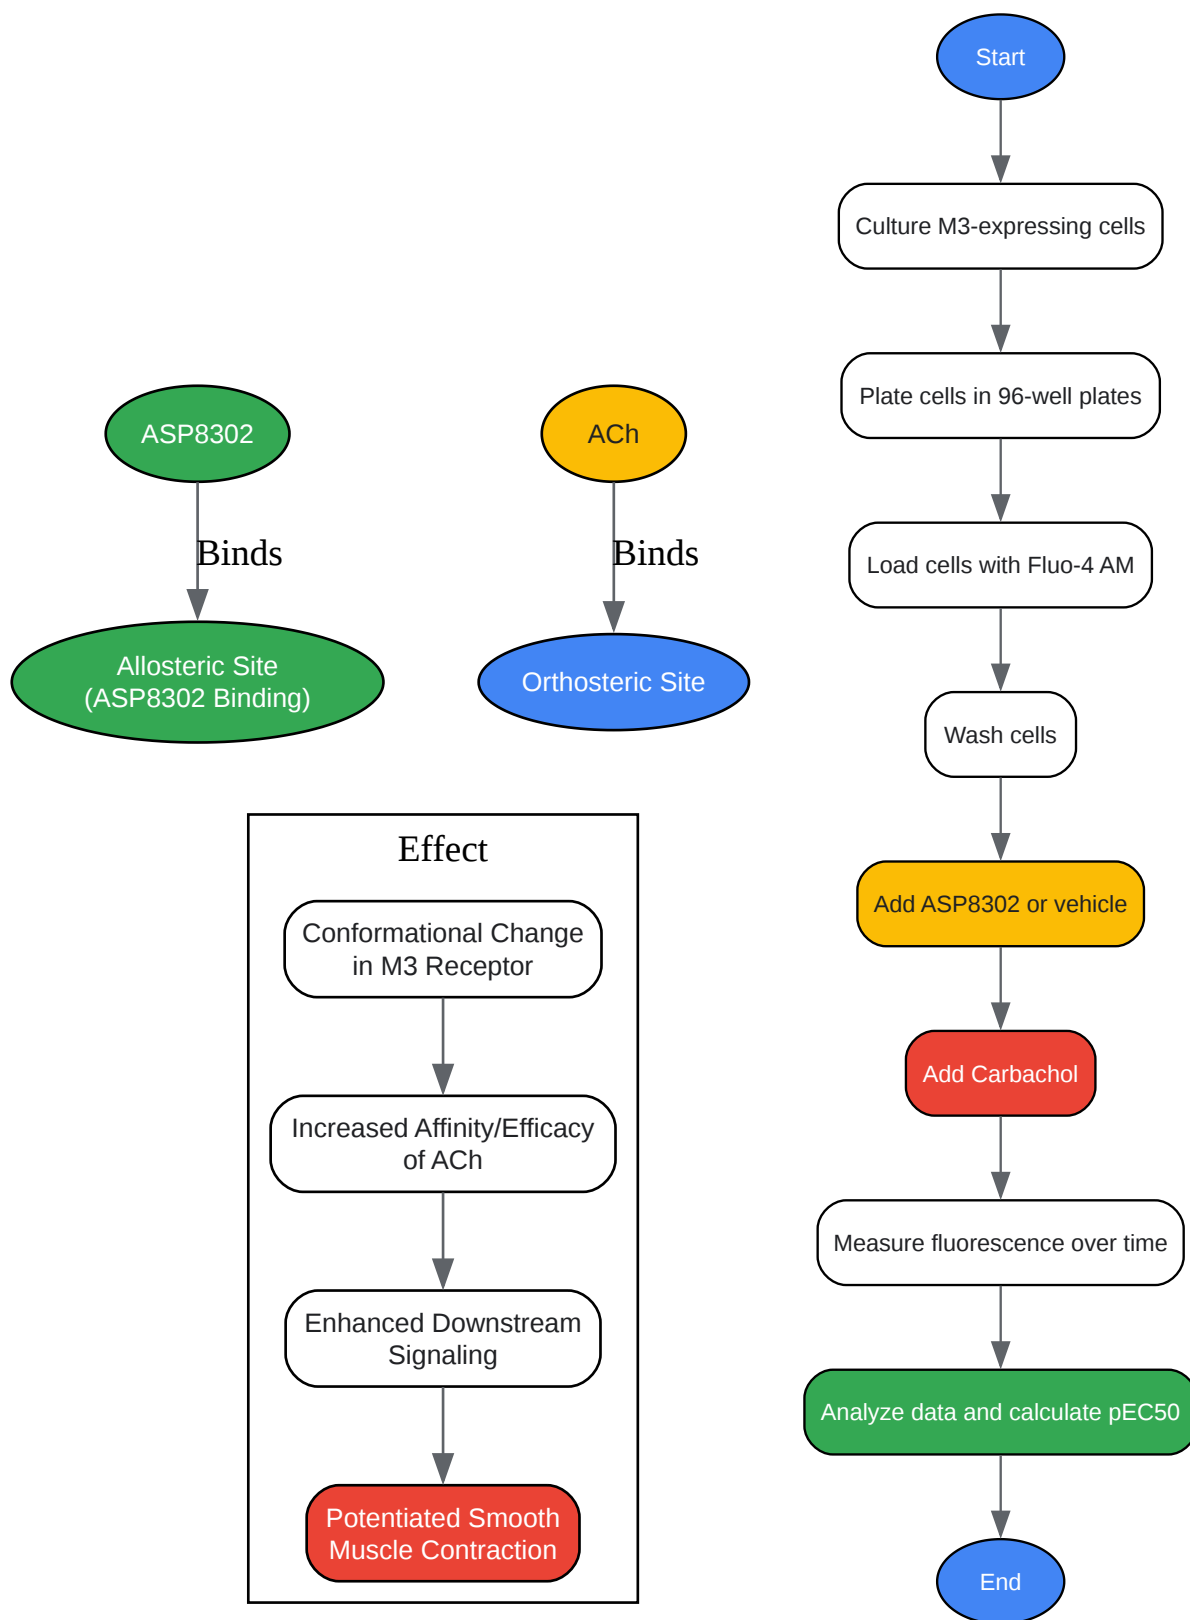 ASP8302
Binds
Allosteric Site
(ASP8302 Binding)
ACh
Binds
Orthosteric Site
Effect
Conformational Change
in M3 Receptor
Increased Affinity/Efficacy
of ACh
Enhanced Downstream
Signaling
Potentiated Smooth
Muscle Contraction
Start
Culture M3-expressing cells
Plate cells in 96-well plates
Load cells with Fluo-4 AM
Wash cells
Add ASP8302 or vehicle
Add Carbachol
Measure fluorescence over time
Analyze data and calculate pEC50
End